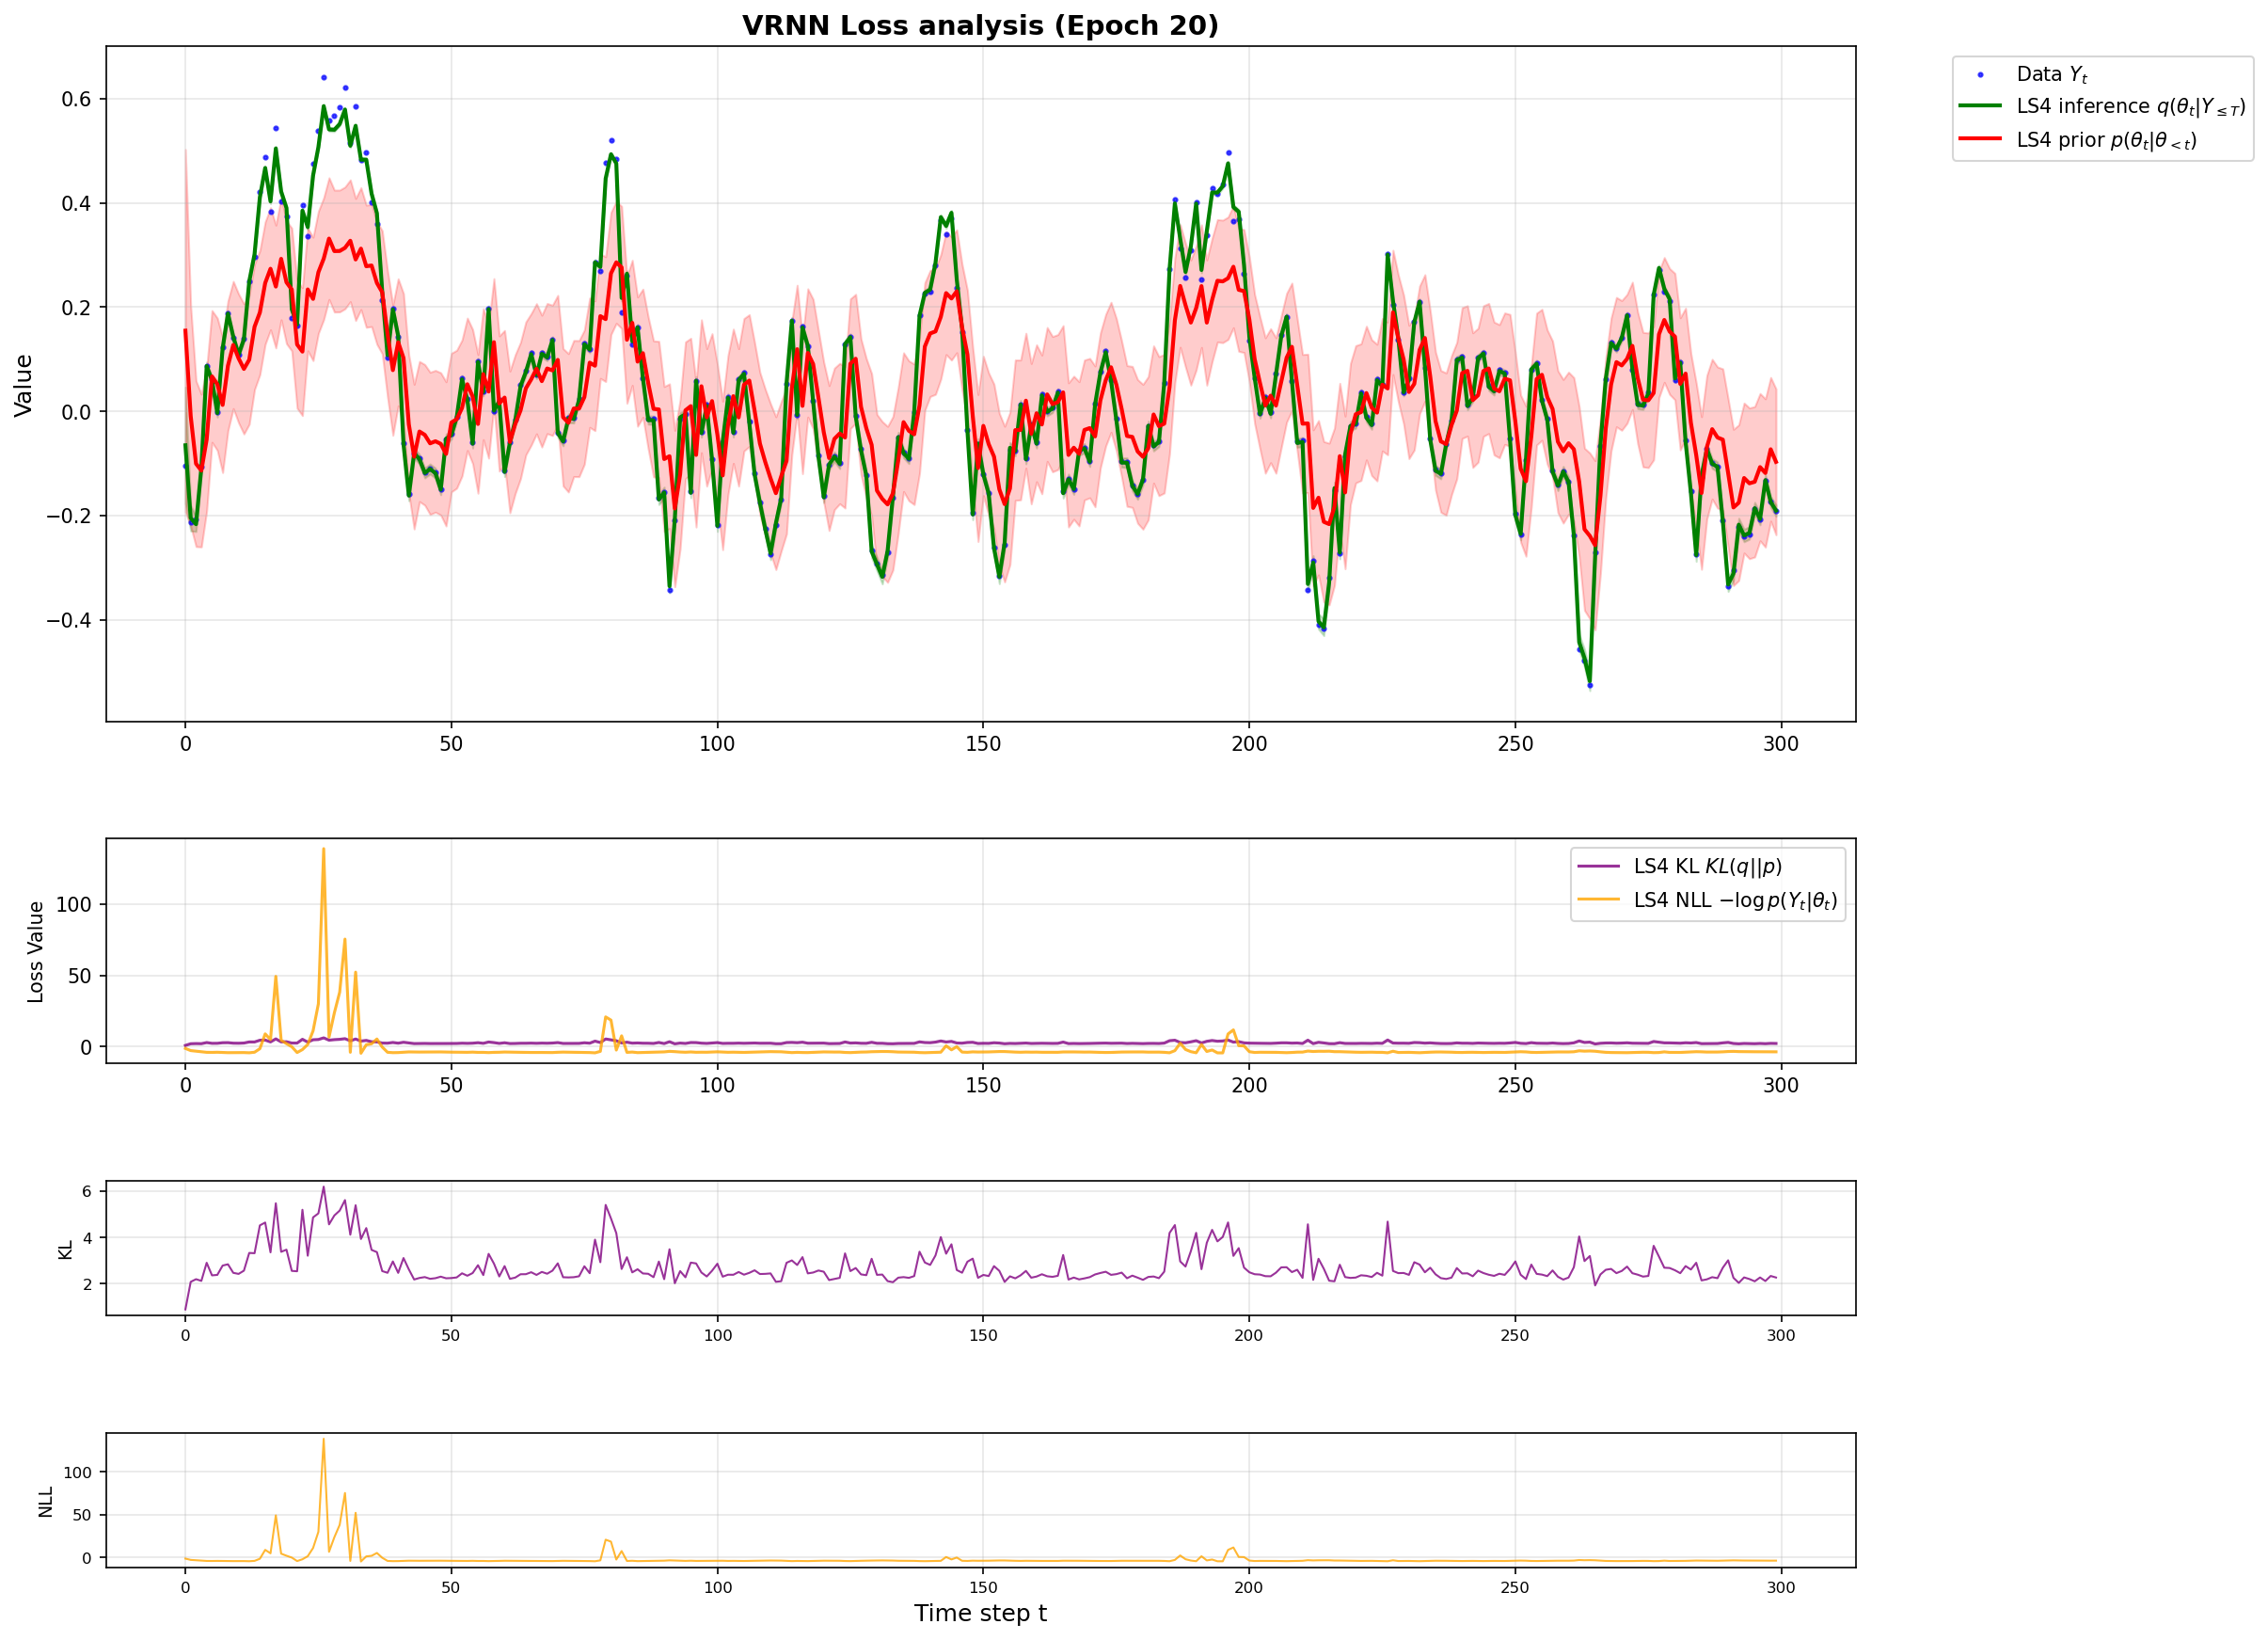 VRNN Loss analysis (Epoch 20)
Data Y_t
LS4 inference q(θ_t|Y_{≤T})
LS4 prior p(θ_t|θ_{<t})
Value
0.6
0.4
0.2
0.0
−0.2
−0.4
0 50 100 150 200 250 300
LS4 KL KL(q||p)
LS4 NLL −log p(Y_t|θ_t)
Loss Value
100
50
0
0 50 100 150 200 250 300
KL
6
4
2
0 50 100 150 200 250 300
NLL
100
50
0
0 50 100 150 200 250 300
Time step t